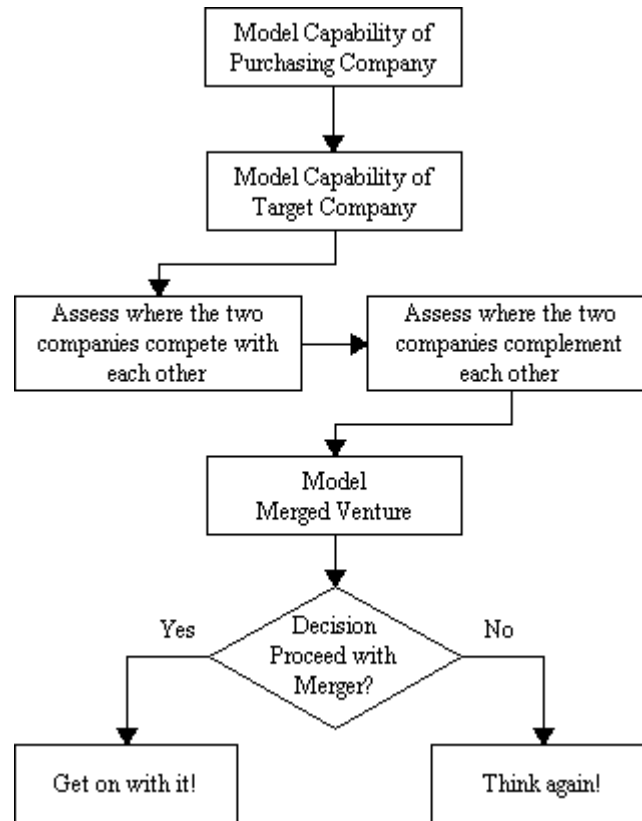 Model Capability of
Purchasing Company
Model Capability of
Target Company
Assess where the two
companies compete with
each other
Assess where the two
companies complement
each other
Model
Merged Venture
Yes
Decision
Proceed with
Merger?
No
Get on with it!
Think again!